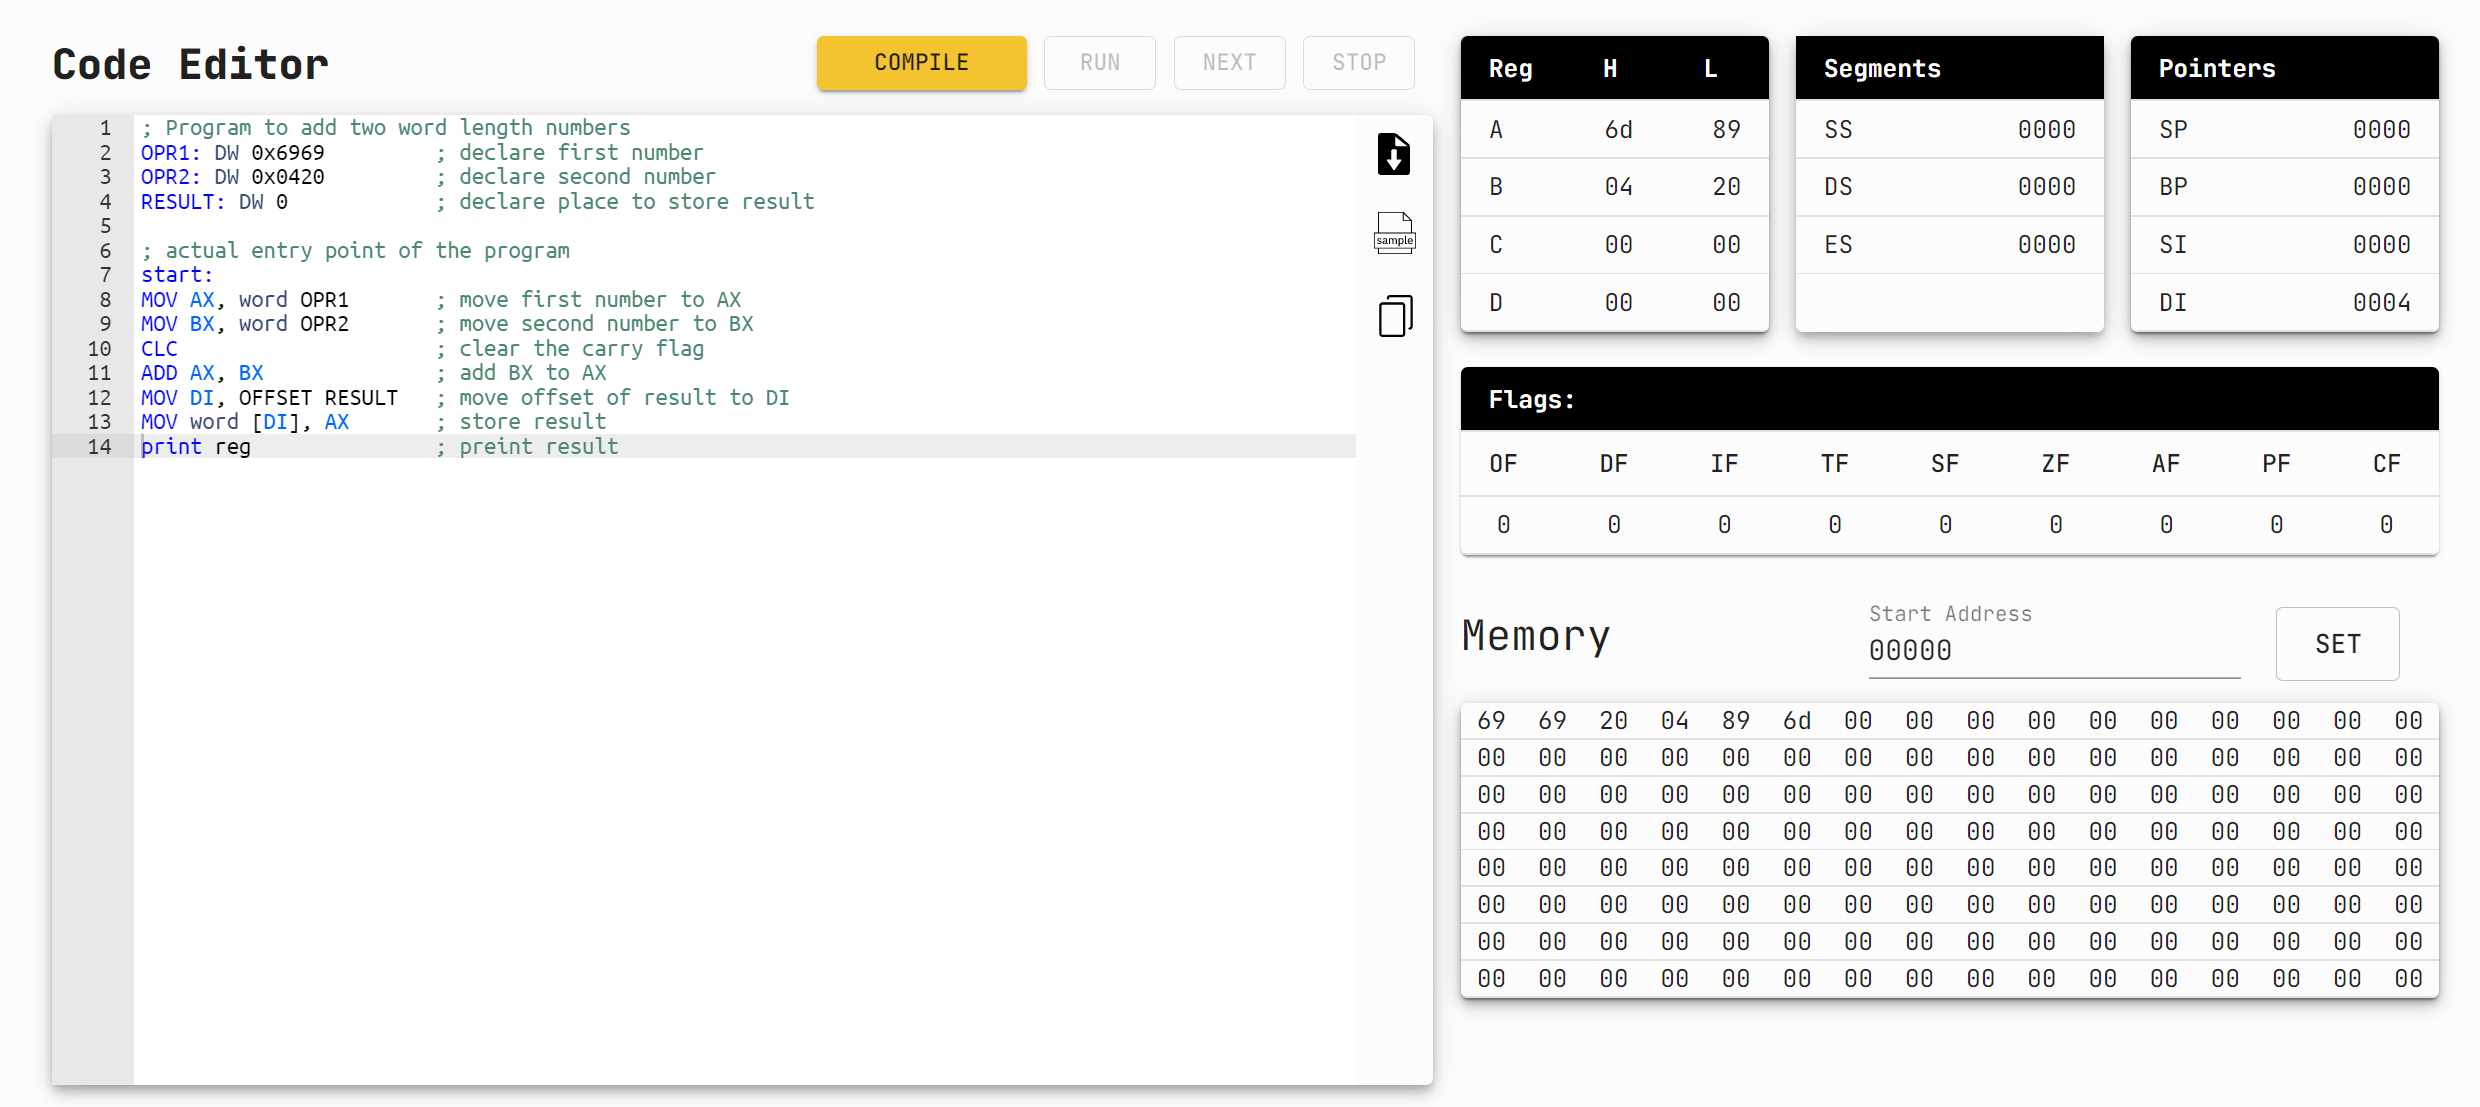 Code Editor
COMPILE
RUN
NEXT
STOP
1 ; Program to add two word length numbers
2 OPR1: DW 0x6969 ; declare first number
3 OPR2: DW 0x0420 ; declare second number
4 RESULT: DW 0 ; declare place to store result
5
6 ; actual entry point of the program
7 start:
8 MOV AX, word OPR1 ; move first number to AX
9 MOV BX, word OPR2 ; move second number to BX
10 CLC ; clear the carry flag
11 ADD AX, BX ; add BX to AX
12 MOV DI, OFFSET RESULT ; move offset of result to DI
13 MOV word [DI], AX ; store result
14 print reg ; preint result
sample
Reg H L
A 6d 89
B 04 20
C 00 00
D 00 00
Segments
SS 0000
DS 0000
ES 0000
Pointers
SP 0000
BP 0000
SI 0000
DI 0004
Flags:
OF DF IF TF SF ZF AF PF CF
0 0 0 0 0 0 0 0 0
Memory
Start Address
00000
SET
69 69 20 04 89 6d 00 00 00 00 00 00 00 00 00 00
00 00 00 00 00 00 00 00 00 00 00 00 00 00 00 00
00 00 00 00 00 00 00 00 00 00 00 00 00 00 00 00
00 00 00 00 00 00 00 00 00 00 00 00 00 00 00 00
00 00 00 00 00 00 00 00 00 00 00 00 00 00 00 00
00 00 00 00 00 00 00 00 00 00 00 00 00 00 00 00
00 00 00 00 00 00 00 00 00 00 00 00 00 00 00 00
00 00 00 00 00 00 00 00 00 00 00 00 00 00 00 00